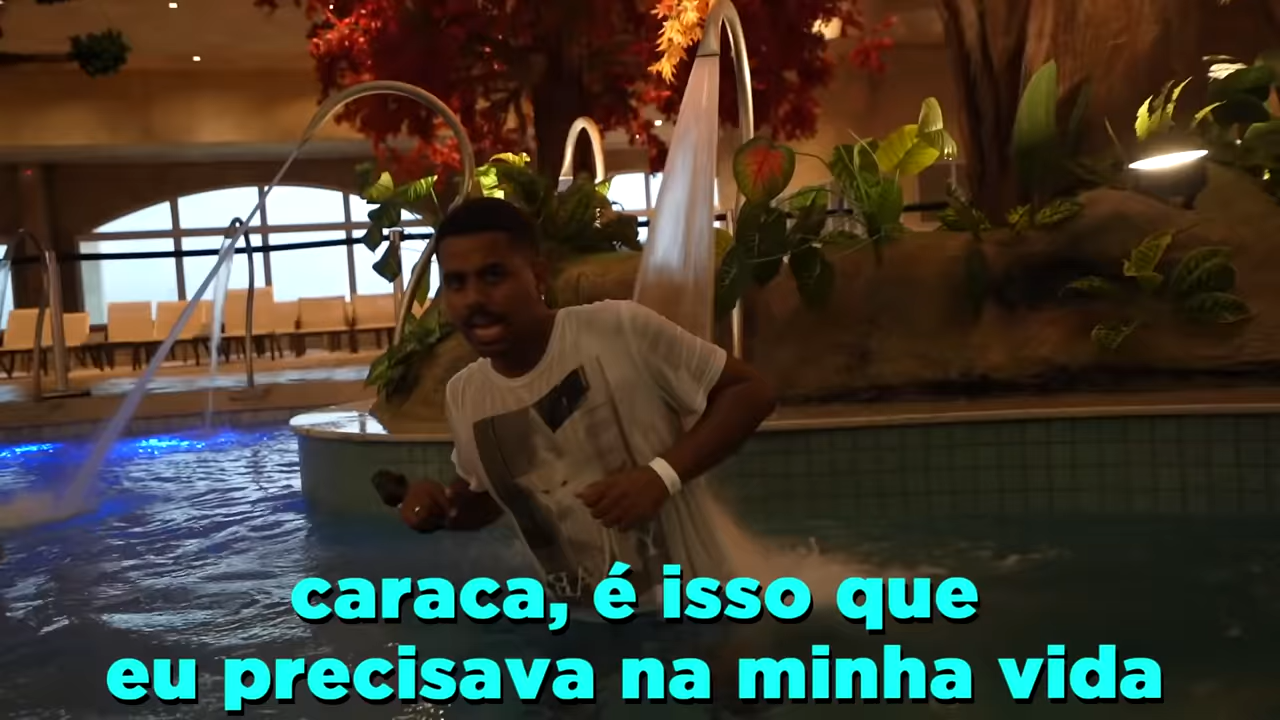 caraca, é isso que
eu precisava na minha vida